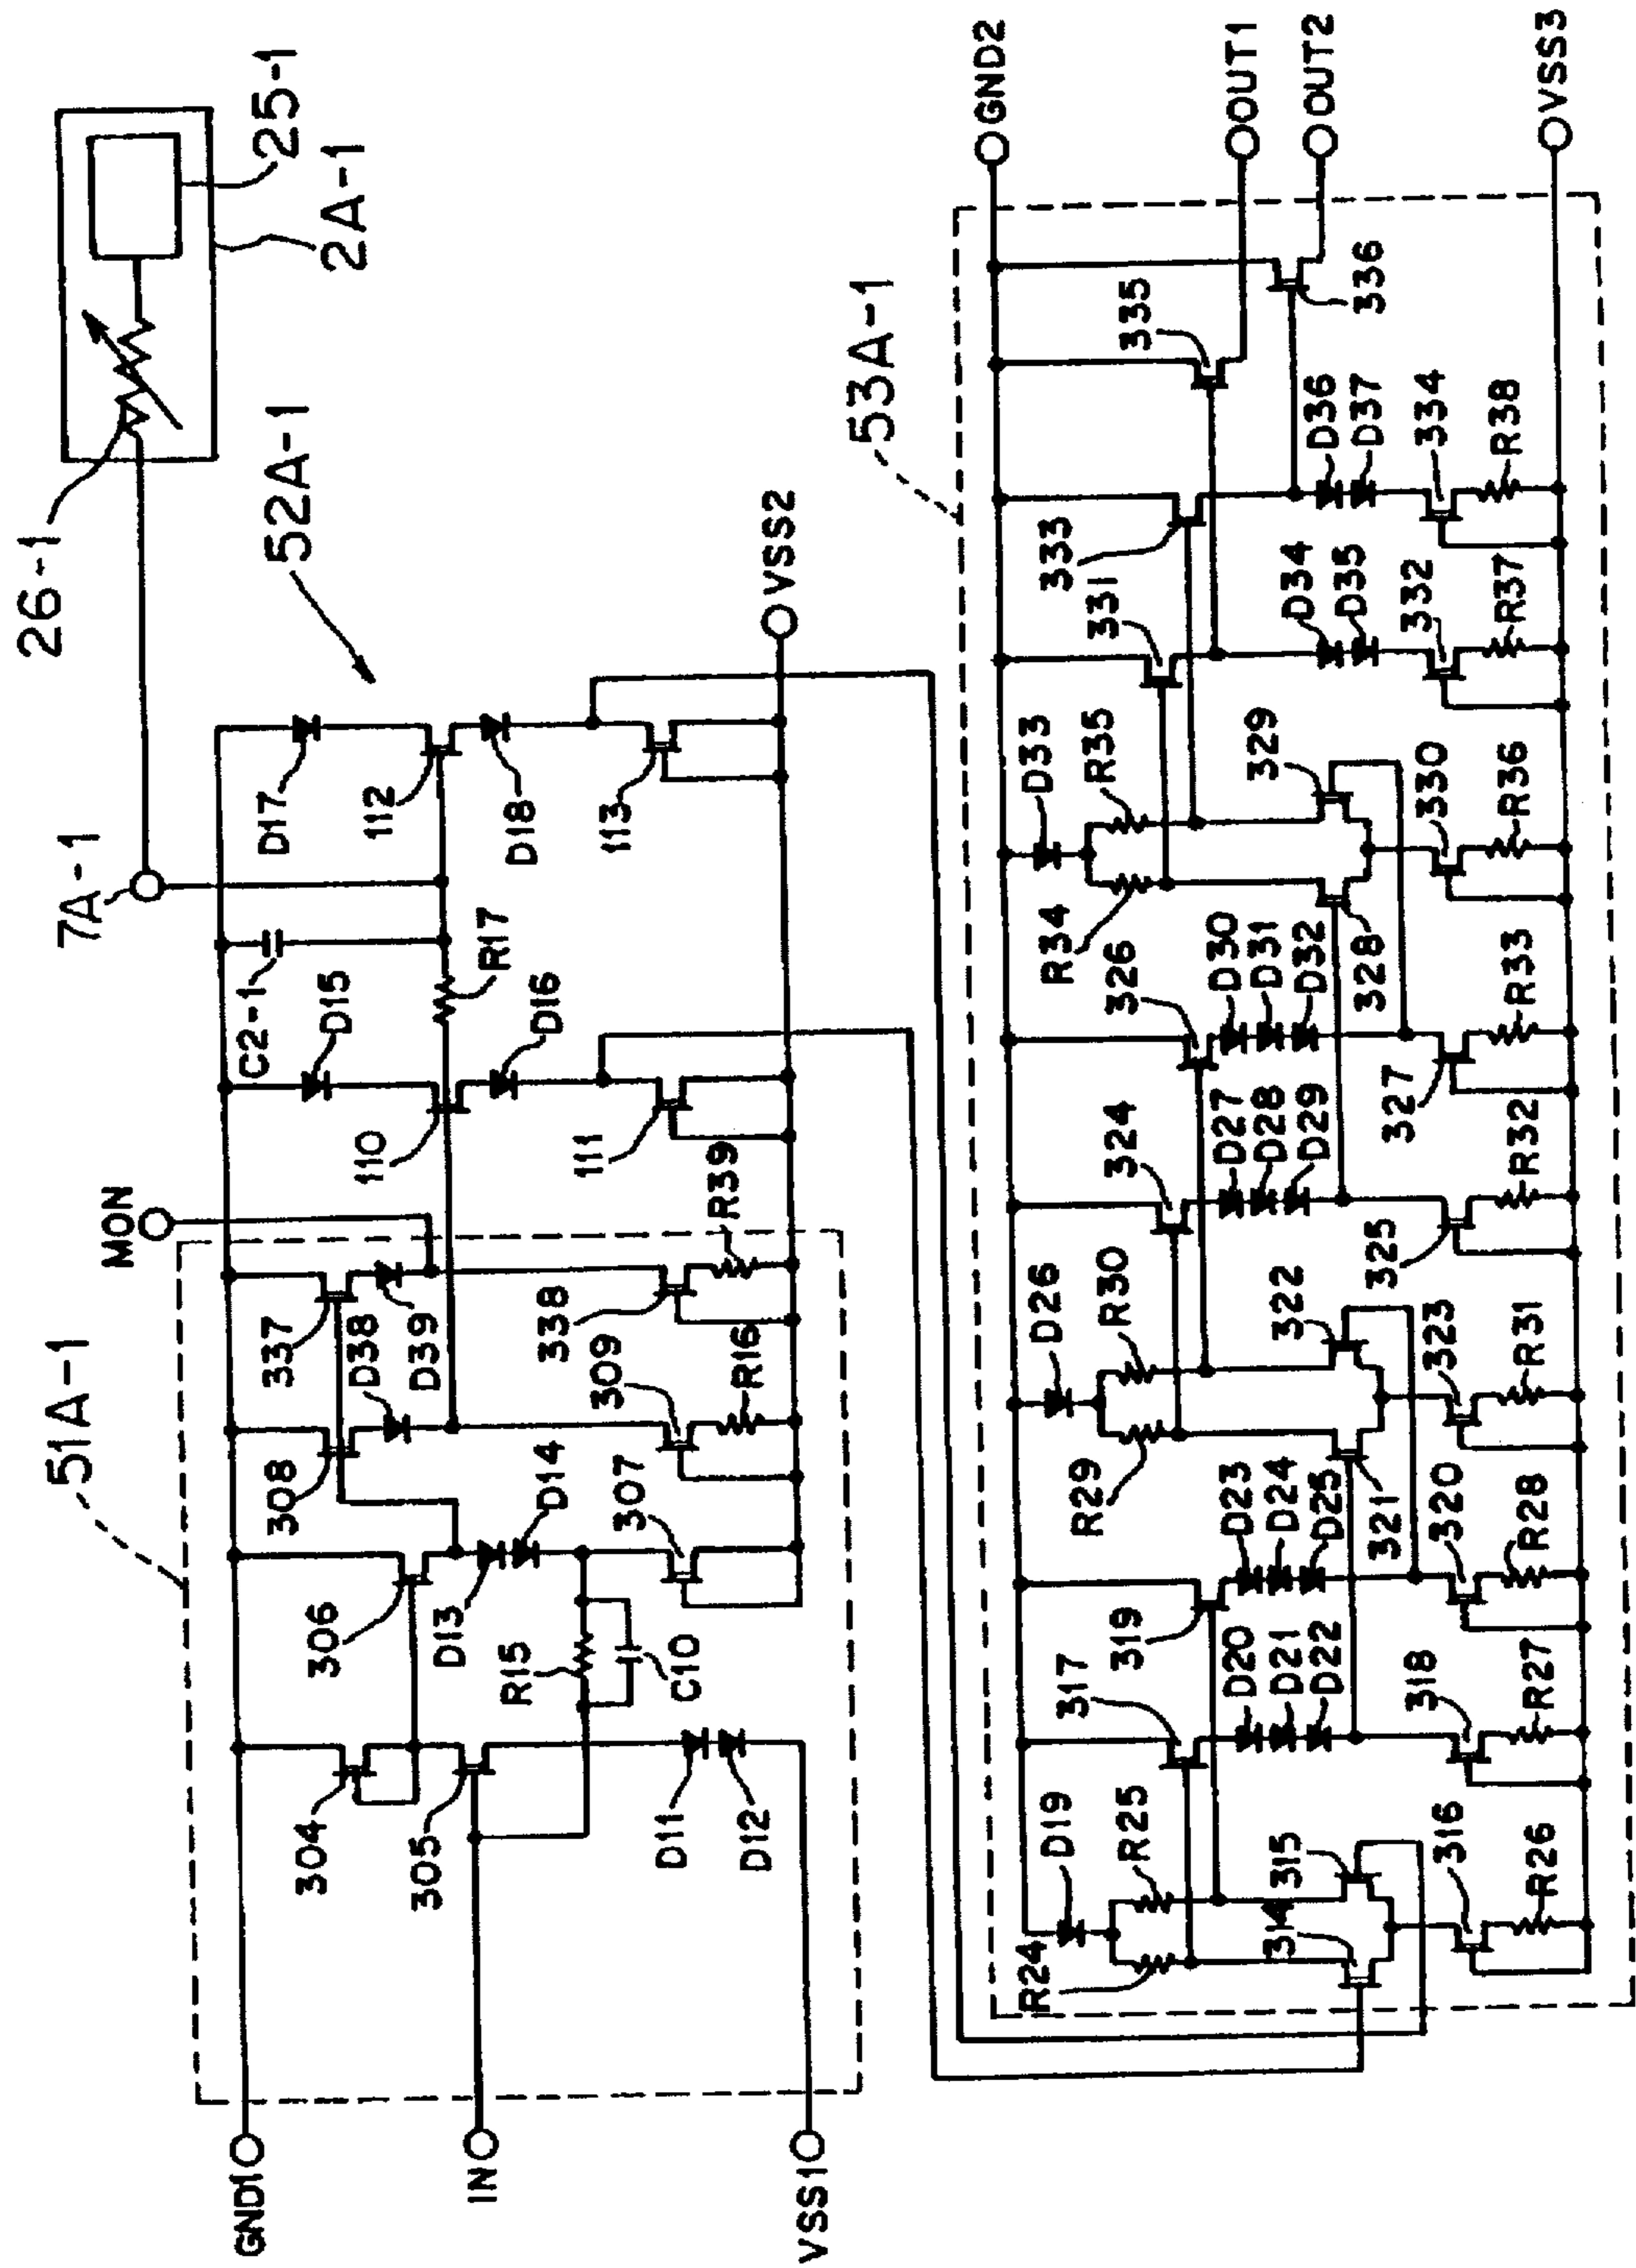 26-1
25-1
2A-1
52A-1
7A-1
51A-1
MON
C2-1
D15
D17
110
112
R17
D16
D18
111
113
VSS2
GND1
IN
VSS1
304
305
306
308
337
D38
D39
D13
D14
R15
C10
307
309
338
R16
R39
D11
D12
53A-1
GND2
OUT1
OUT2
VSS3
R24
D19
R25
314
315
316
R26
317
319
D20
D21
D22
D23
D24
D25
318
R27
320
R28
R29
D26
R30
321
322
323
R31
324
326
D27
D28
D29
D30
D31
D32
325
R32
327
R33
R34
D33
R35
328
329
330
R36
331
333
D34
D35
D36
D37
332
R37
334
R38
335
336